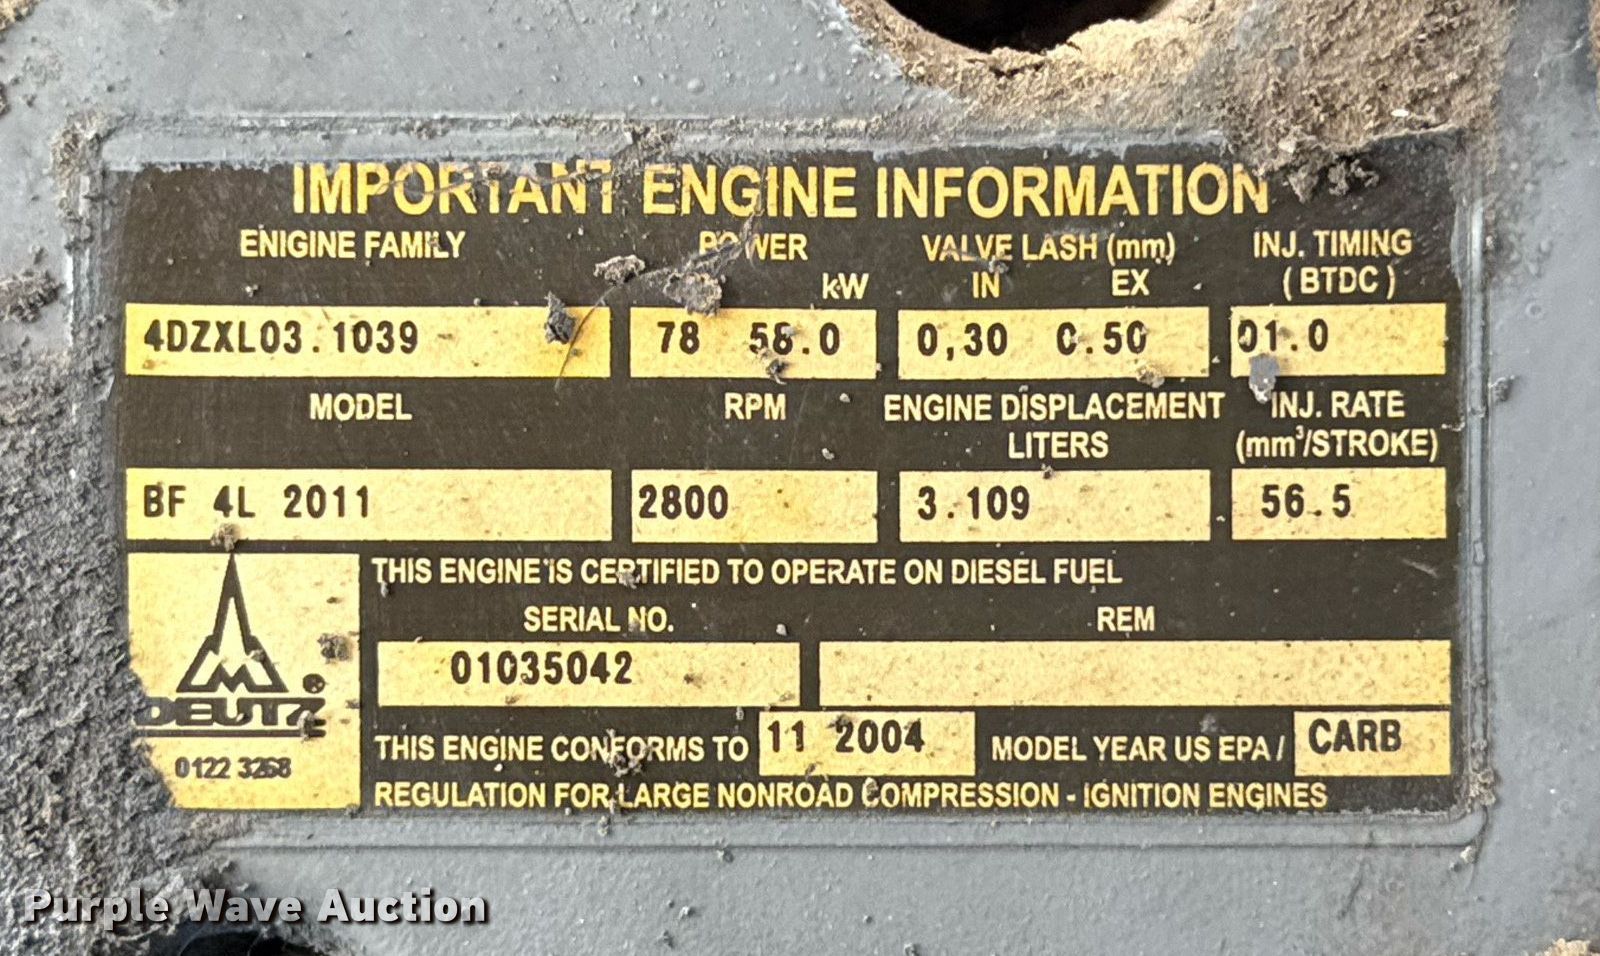 IMPORTANT ENGINE INFORMATION
ENIGINE FAMILY POWER VALVE LASH (mm) INJ. TIMING
kW IN EX (BTDC)
4DZXL03.1039 78 58.0 0,30 0.50 01.0
MODEL RPM ENGINE DISPLACEMENT INJ. RATE
LITERS (mm³/STROKE)
BF 4L 2011 2800 3.109 56.5
THIS ENGINE IS CERTIFIED TO OPERATE ON DIESEL FUEL
SERIAL NO. REM
01035042
DEUTZ
®
0122 3268
THIS ENGINE CONFORMS TO 11 2004 MODEL YEAR US EPA / CARB
REGULATION FOR LARGE NONROAD COMPRESSION - IGNITION ENGINES
Purple Wave Auction